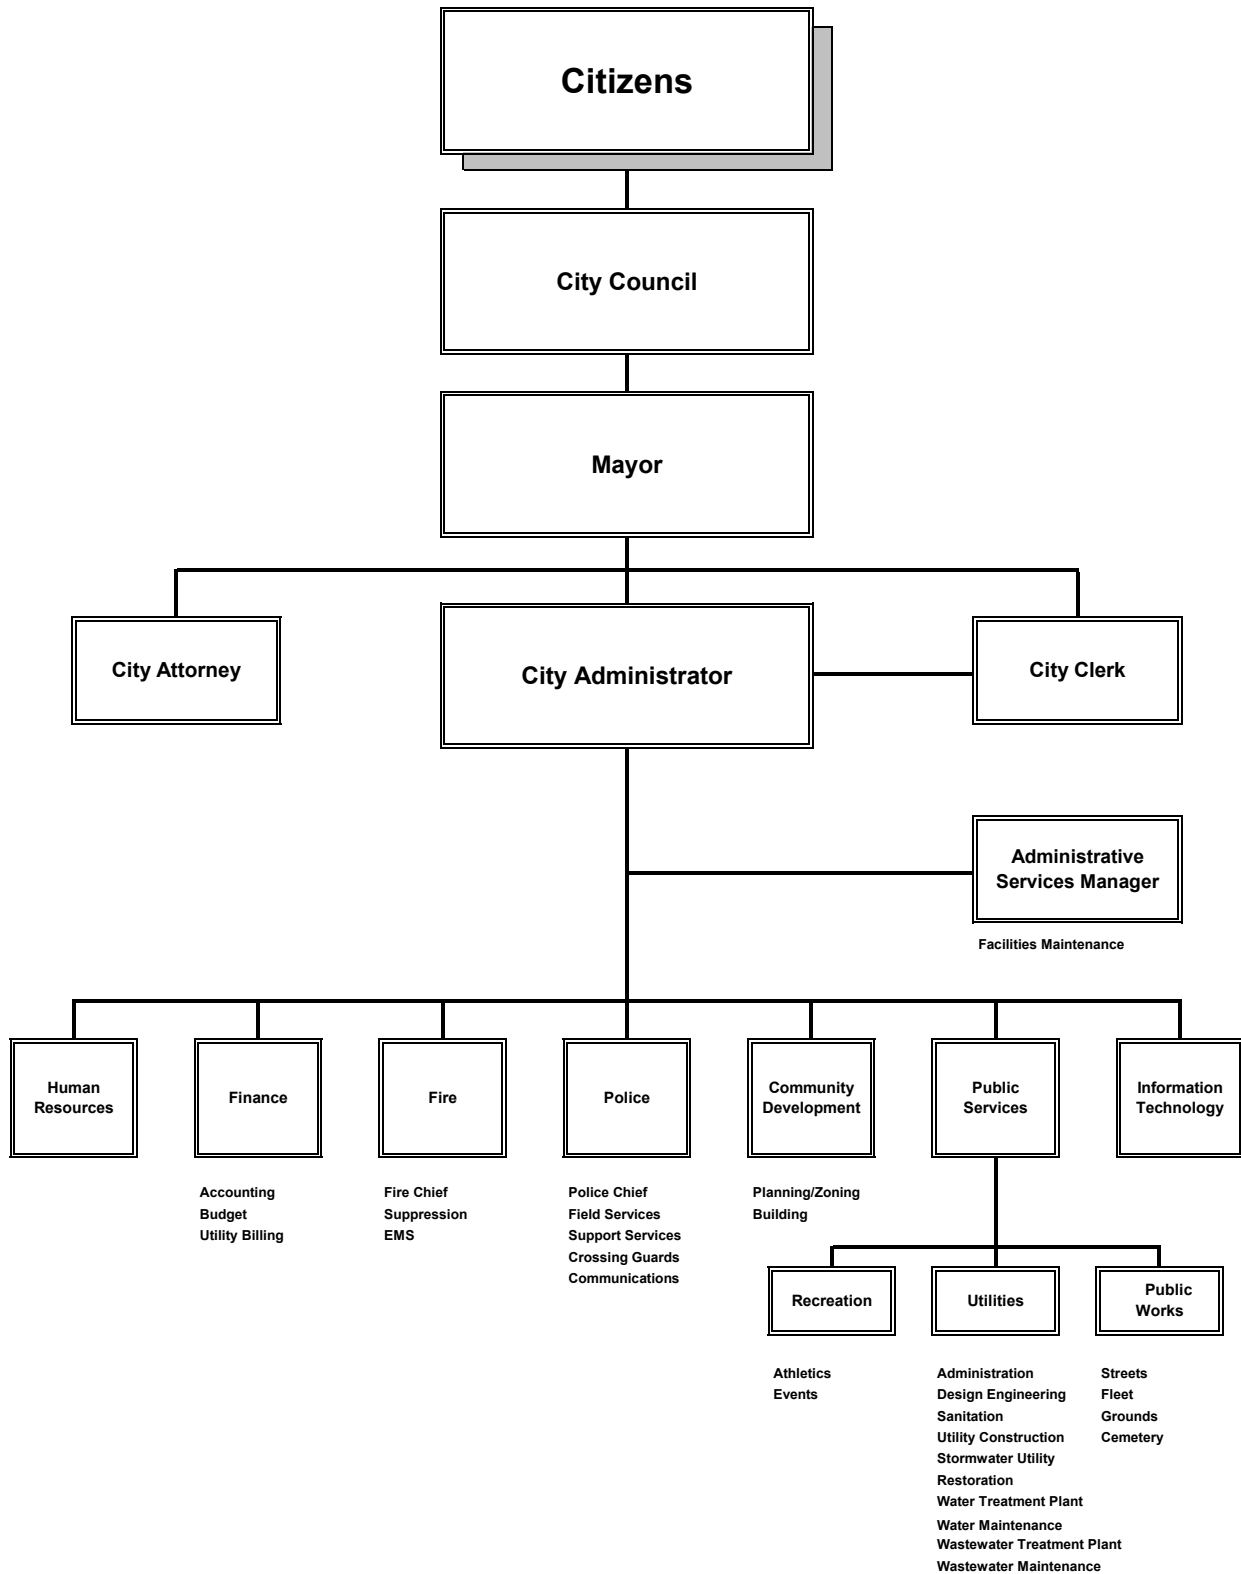 Citizens
City Council
Mayor
City Attorney
City Administrator
City Clerk
Administrative
Services Manager
Facilities Maintenance
Human
Resources
Finance
Fire
Police
Community
Development
Public
Services
Information
Technology
Accounting
Budget
Utility Billing
Fire Chief
Suppression
EMS
Police Chief
Field Services
Support Services
Crossing Guards
Communications
Planning/Zoning
Building
Recreation
Utilities
Public
Works
Athletics
Events
Administration
Design Engineering
Sanitation
Utility Construction
Stormwater Utility
Restoration
Water Treatment Plant
Water Maintenance
Wastewater Treatment Plant
Wastewater Maintenance
Streets
Fleet
Grounds
Cemetery